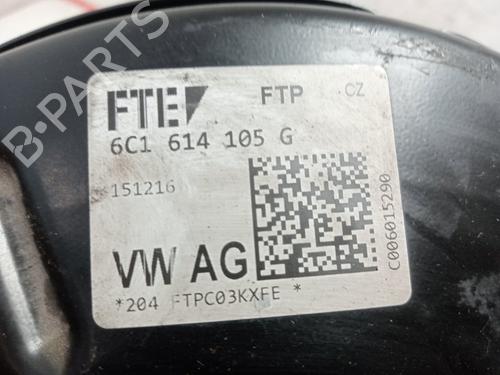 B-PARTS
FTE FTP CZ
6C1 614 105 G
151216
VW AG
*204 FTPC03KXFE *
C006015290